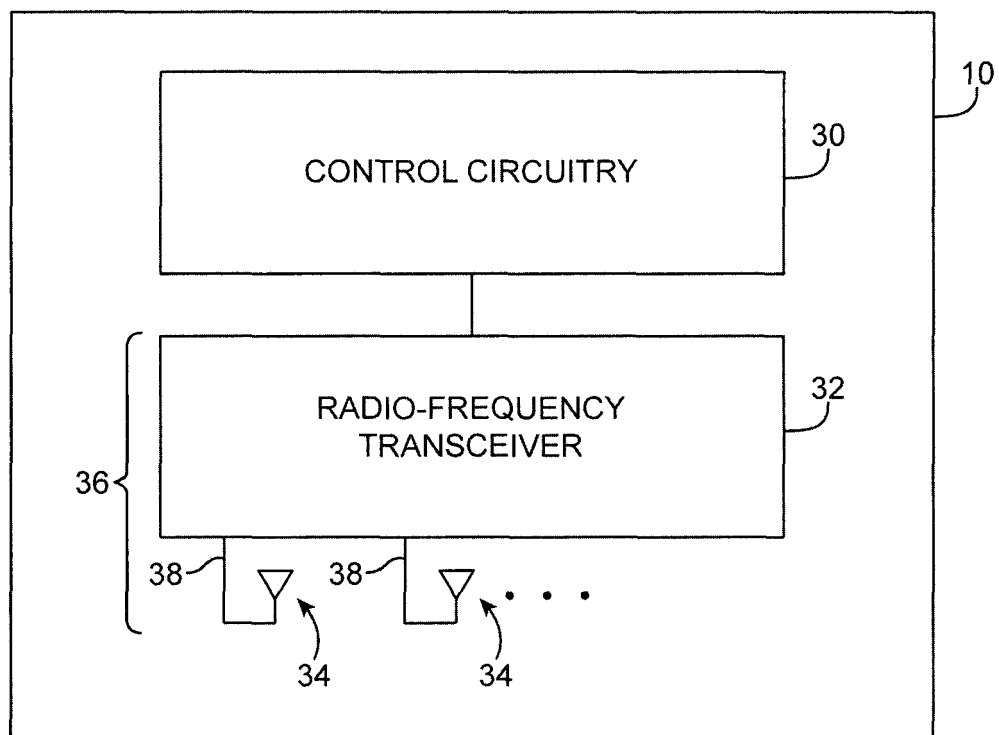 10
CONTROL CIRCUITRY
30
RADIO-FREQUENCY
TRANSCEIVER
32
36
38
38
34
34